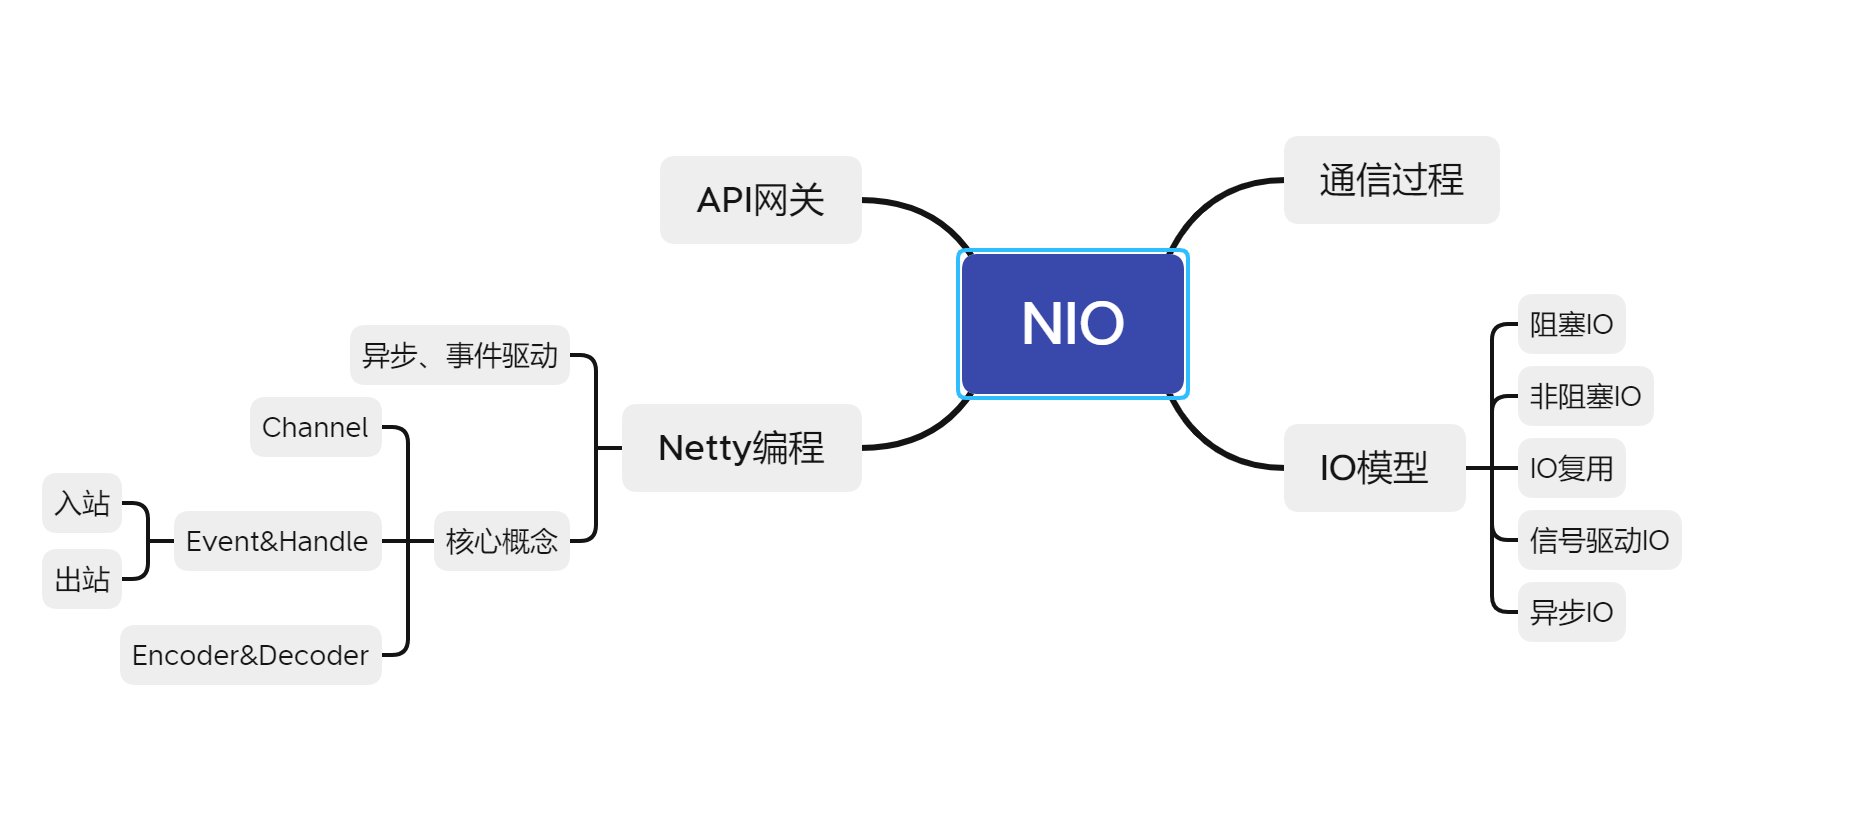 NIO
通信过程
IO模型
阻塞IO
非阻塞IO
IO复用
信号驱动IO
异步IO
API网关
Netty编程
异步、事件驱动
核心概念
Channel
Event&Handle
入站
出站
Encoder&Decoder